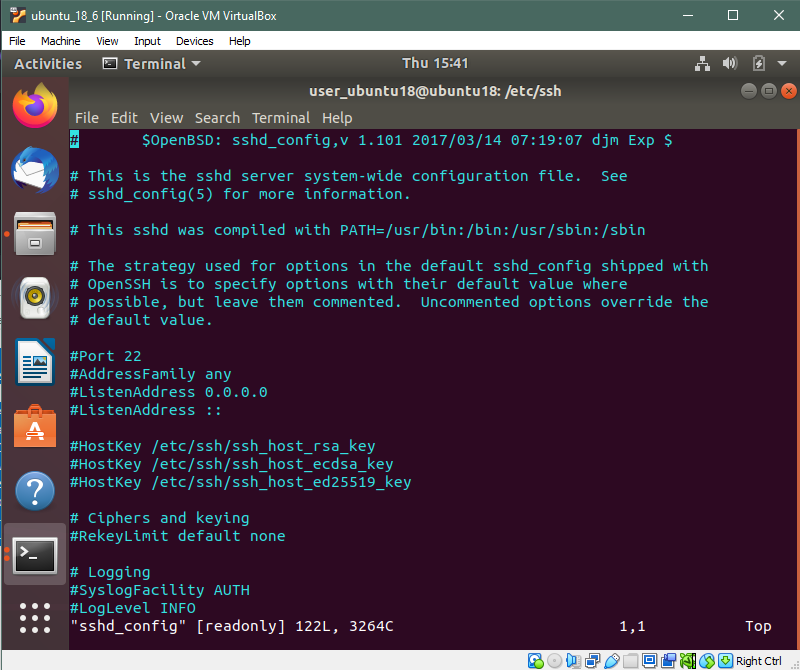 ubuntu_18_6 [Running] - Oracle VM VirtualBox
File Machine View Input Devices Help
Activities Terminal Thu 15:41
user_ubuntu18@ubuntu18: /etc/ssh
File Edit View Search Terminal Help
# $OpenBSD: sshd_config,v 1.101 2017/03/14 07:19:07 djm Exp $
# This is the sshd server system-wide configuration file.  See
# sshd_config(5) for more information.
# This sshd was compiled with PATH=/usr/bin:/bin:/usr/sbin:/sbin
# The strategy used for options in the default sshd_config shipped with
# OpenSSH is to specify options with their default value where
# possible, but leave them commented.  Uncommented options override the
# default value.
#Port 22
#AddressFamily any
#ListenAddress 0.0.0.0
#ListenAddress ::
#HostKey /etc/ssh/ssh_host_rsa_key
#HostKey /etc/ssh/ssh_host_ecdsa_key
#HostKey /etc/ssh/ssh_host_ed25519_key
# Ciphers and keying
#RekeyLimit default none
# Logging
#SyslogFacility AUTH
#LogLevel INFO
"sshd_config" [readonly] 122L, 3264C 1,1 Top
Right Ctrl